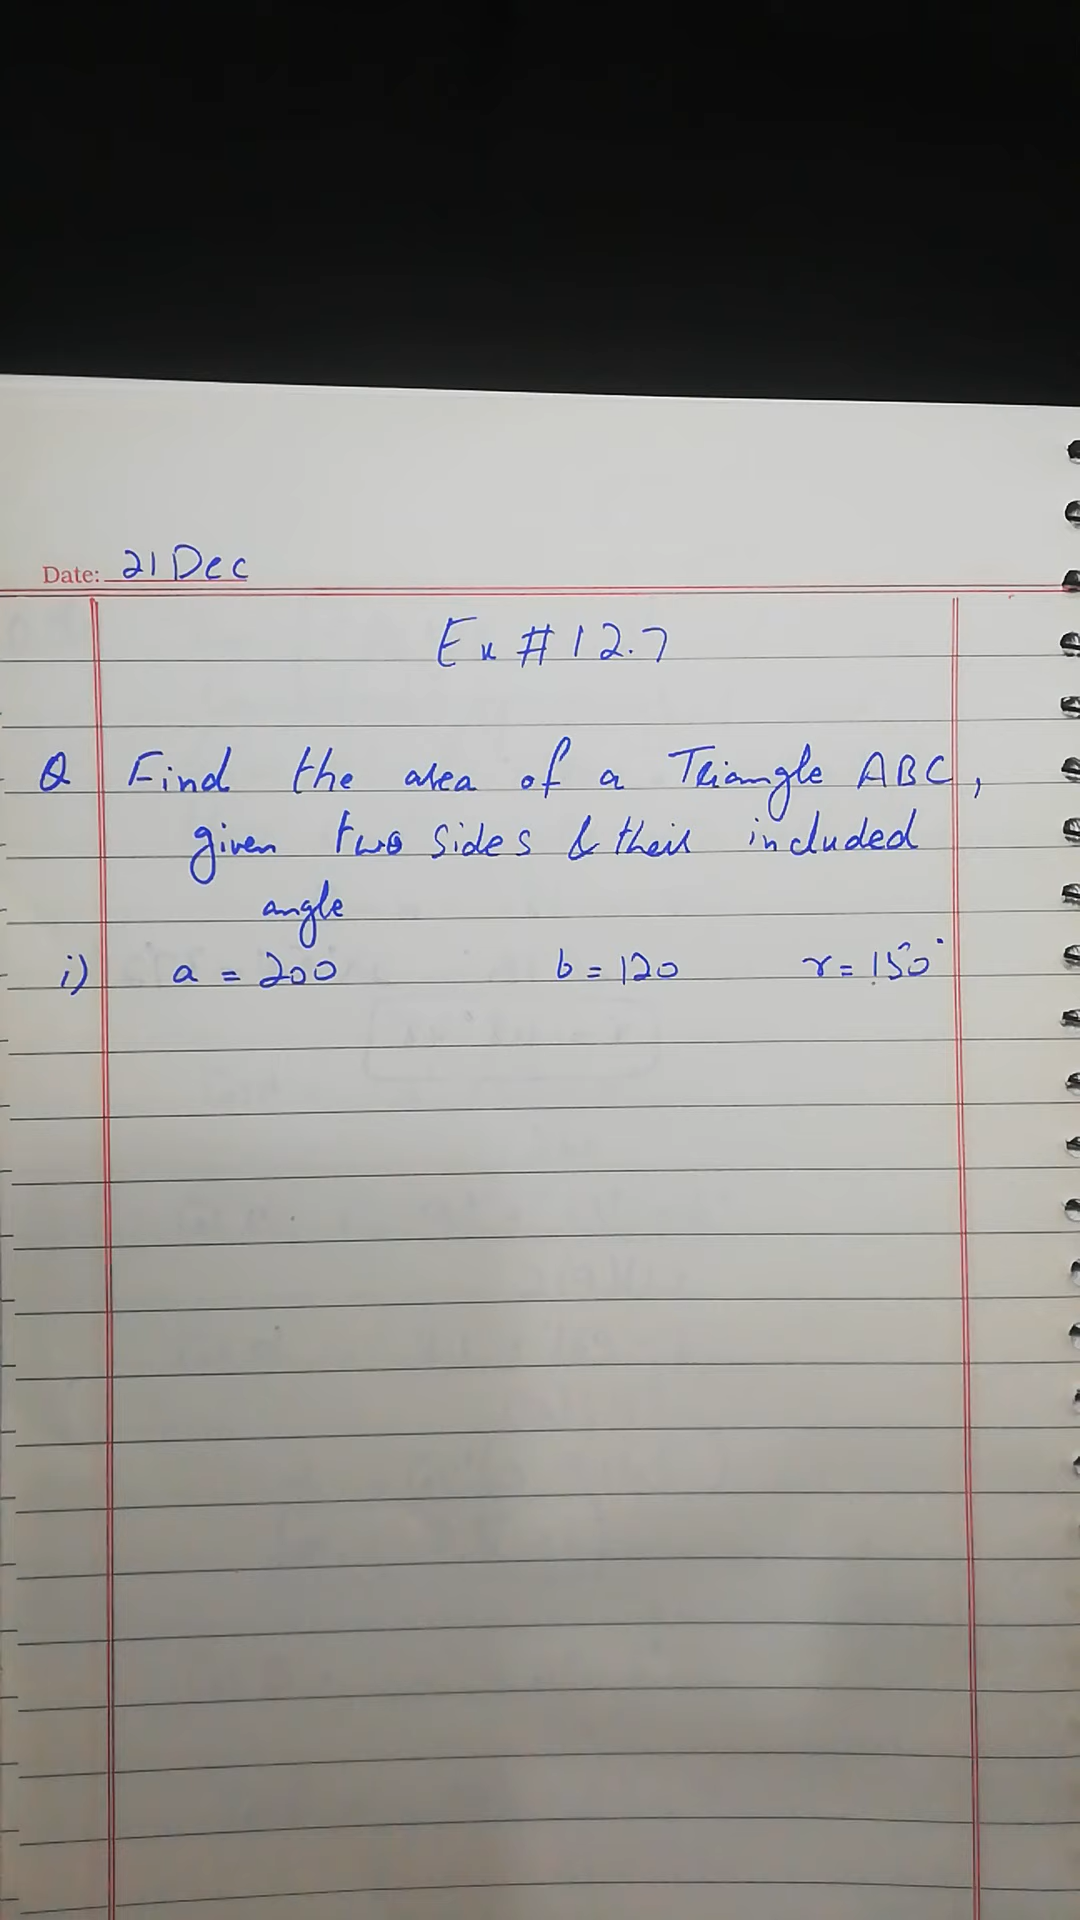 Date: 21 Dec
Ex # 12.7
Q Find the area of a Triangle ABC,
given two sides & their included
angle
i) a = 200 b = 120 γ = 150°